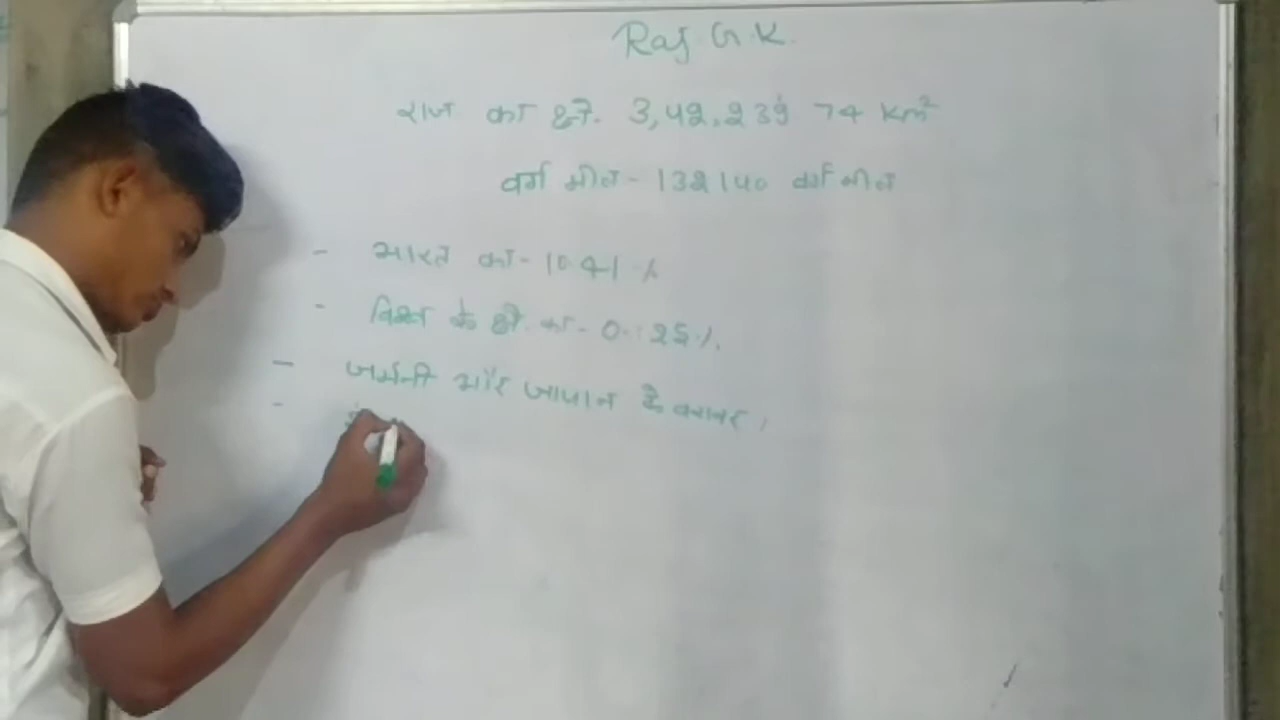 Raj G.K.
राज का क्षे. 3,42,239 74 km²
वर्ग मील - 132140 वर्ग मील
- भारत का - 10.41 %
- विश्व के क्षे. का - 0.25 %.
- जर्मनी और जापान के बराबर।
-